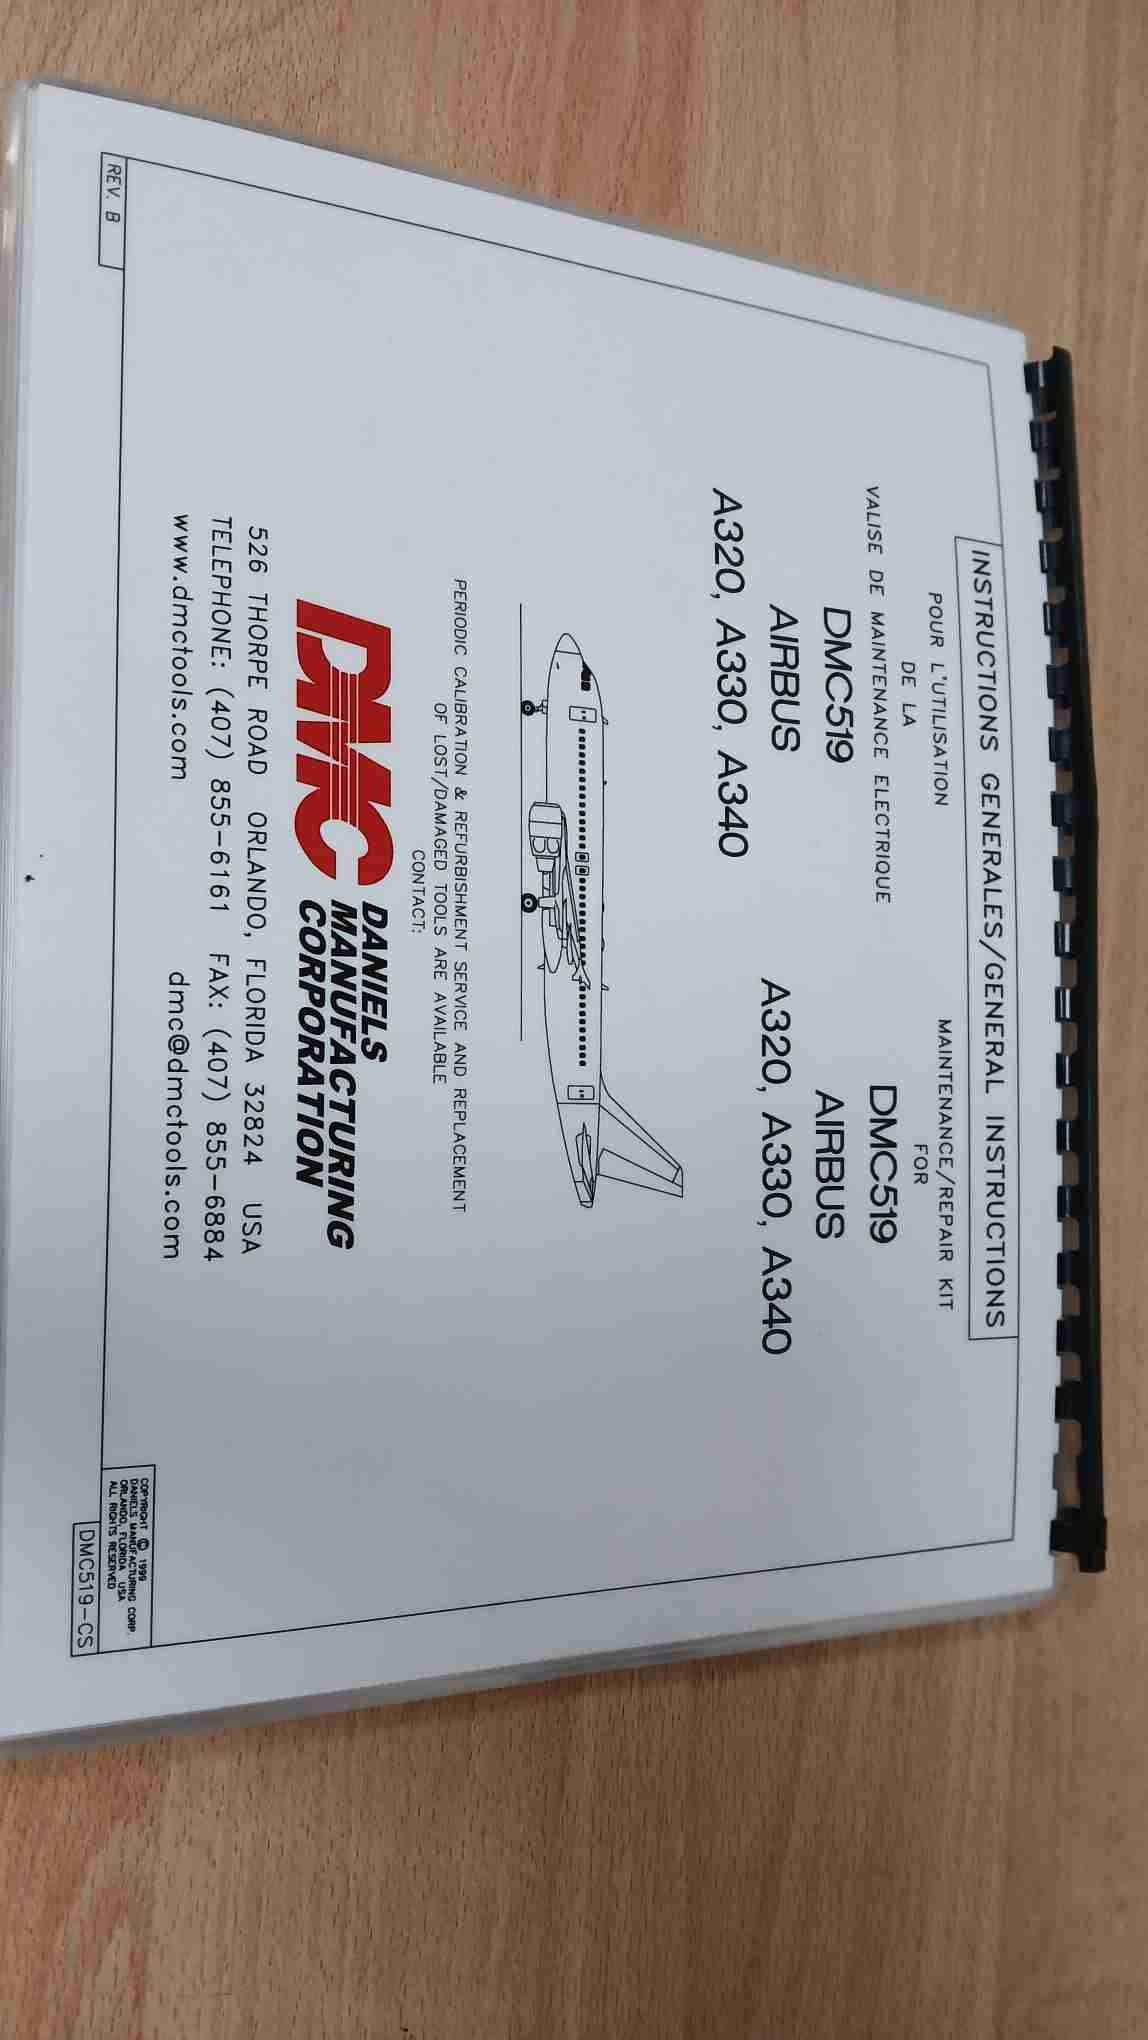 INSTRUCTIONS GENERALES/GENERAL INSTRUCTIONS
POUR L'UTILISATION
DE LA
VALISE DE MAINTENANCE ELECTRIQUE
DMC519
AIRBUS
A320, A330, A340
MAINTENANCE/REPAIR KIT
FOR
DMC519
AIRBUS
A320, A330, A340
PERIODIC CALIBRATION & REFURBISHMENT SERVICE AND REPLACEMENT
OF LOST/DAMAGED TOOLS ARE AVAILABLE
CONTACT:
DMC
DANIELS
MANUFACTURING
CORPORATION
526 THORPE ROAD ORLANDO, FLORIDA 32824 USA
TELEPHONE: (407) 855-6161 FAX: (407) 855-6884
www.dmctools.com dmc@dmctools.com
REV. B
COPYRIGHT © 1999
DANIELS MANUFACTURING CORP.
ORLANDO, FLORIDA USA
ALL RIGHTS RESERVED
DMC519-CS